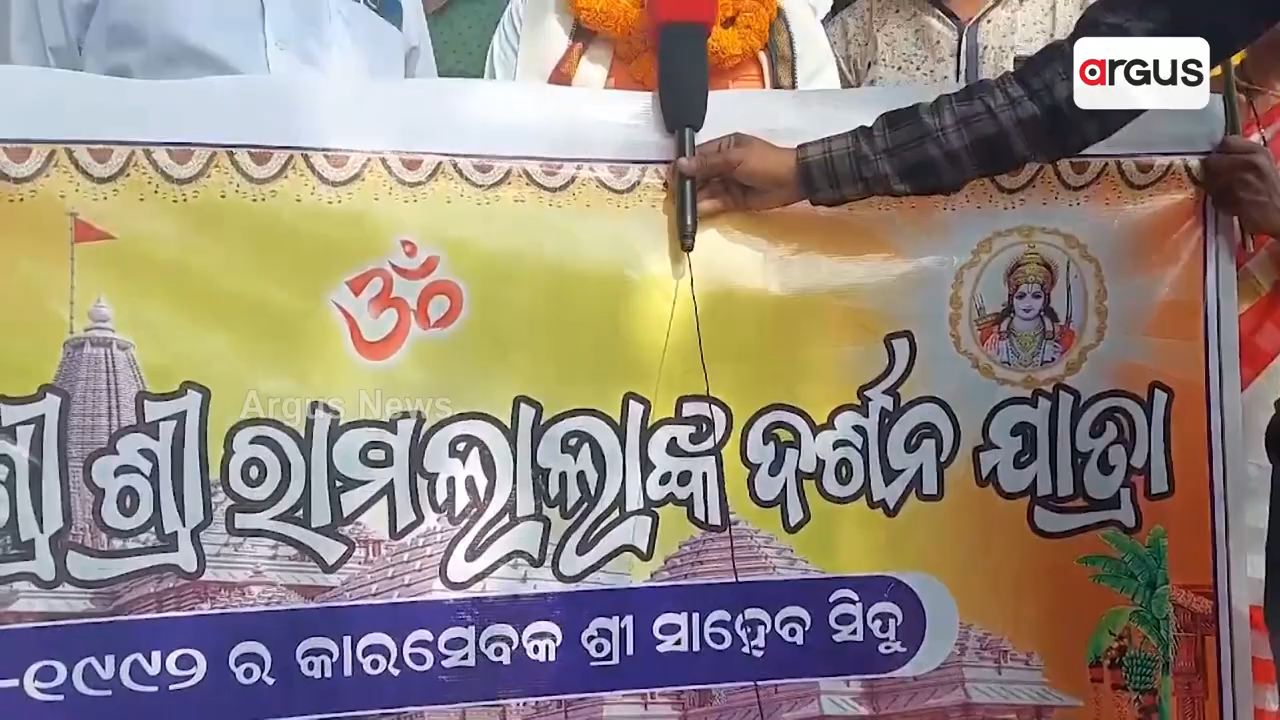 argus
ॐ
Argus News
ଶ୍ରୀ ଶ୍ରୀ ରାମଲାଲାଙ୍କ ଦର୍ଶନ ଯାତ୍ରା
-୧୯୯୨ ର କାରସେବକ ଶ୍ରୀ ସାହେବ ସିଦୁ